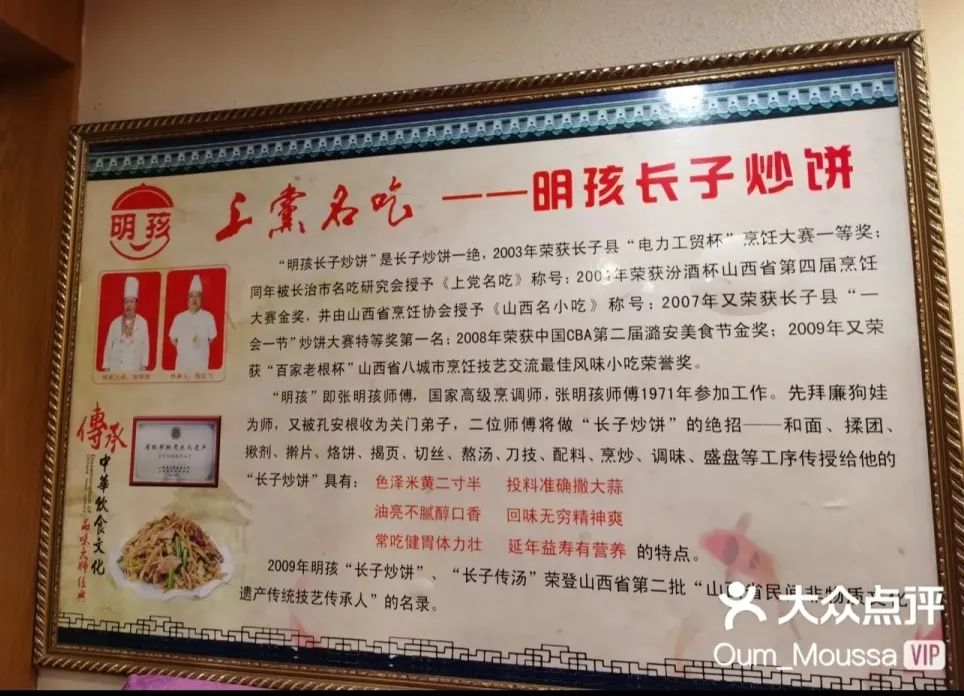 明孩
上黨名吃 ——明孩长子炒饼
“明孩长子炒饼”是长子炒饼一绝，2003年荣获长子县“电力工贸杯”烹饪大赛一等奖；
同年被长治市名吃研究会授予《上党名吃》称号；200 年荣获汾酒杯山西省第四届烹饪
大赛金奖，并由山西省烹饪协会授予《山西名小吃》称号；2007年又荣获长子县“一
会一节”炒饼大赛特等奖第一名；2008年荣获中国CBA第二届潞安美食节金奖；2009年又荣
获“百家老根杯”山西省八城市烹饪技艺交流最佳风味小吃荣誉奖。
“明孩”即张明孩师傅，国家高级烹调师，张明孩师傅1971年参加工作。先拜廉狗娃
为师，又被孔安根收为关门弟子，二位师傅将做“长子炒饼”的绝招——和面、揉团、
揪剂、擀片、烙饼、揭页、切丝、熬汤、刀技、配料、烹炒、调味、盛盘等工序传授给他的
“长子炒饼”具有：色泽米黄二寸半 投料准确撒大蒜
油亮不腻醇口香 回味无穷精神爽
常吃健胃体力壮 延年益寿有营养 的特点。
2009年明孩“长子炒饼”、“长子传汤”荣登山西省第二批“山西省民间非物质文化
遗产传统技艺传承人”的名录。
傳承
中華飲食文化
大众点评
Oum_Moussa VIP